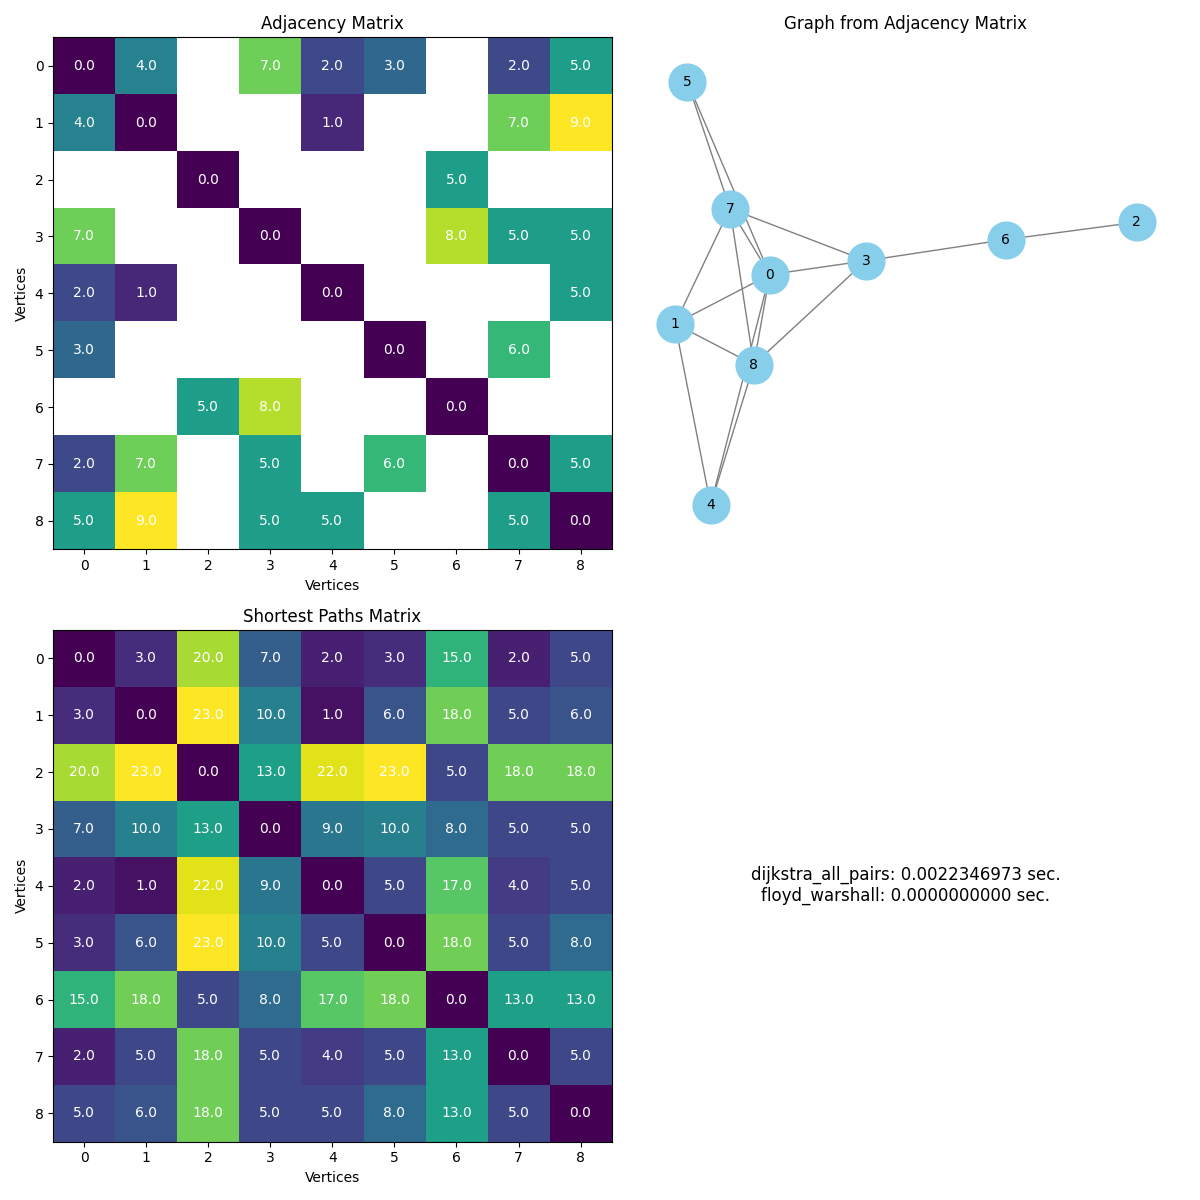 Adjacency Matrix
0 0.0 4.0 7.0 2.0 3.0 2.0 5.0
1 4.0 0.0 1.0 7.0 9.0
2 0.0 5.0
3 7.0 0.0 8.0 5.0 5.0
4 2.0 1.0 0.0 5.0
5 3.0 0.0 6.0
6 5.0 8.0 0.0
7 2.0 7.0 5.0 6.0 0.0 5.0
8 5.0 9.0 5.0 5.0 5.0 0.0
Vertices
0 1 2 3 4 5 6 7 8
Vertices
Graph from Adjacency Matrix
5
7
2
6
3
0
1
8
4
Shortest Paths Matrix
0 0.0 3.0 20.0 7.0 2.0 3.0 15.0 2.0 5.0
1 3.0 0.0 23.0 10.0 1.0 6.0 18.0 5.0 6.0
2 20.0 23.0 0.0 13.0 22.0 23.0 5.0 18.0 18.0
3 7.0 10.0 13.0 0.0 9.0 10.0 8.0 5.0 5.0
4 2.0 1.0 22.0 9.0 0.0 5.0 17.0 4.0 5.0
5 3.0 6.0 23.0 10.0 5.0 0.0 18.0 5.0 8.0
6 15.0 18.0 5.0 8.0 17.0 18.0 0.0 13.0 13.0
7 2.0 5.0 18.0 5.0 4.0 5.0 13.0 0.0 5.0
8 5.0 6.0 18.0 5.0 5.0 8.0 13.0 5.0 0.0
Vertices
0 1 2 3 4 5 6 7 8
Vertices
dijkstra_all_pairs: 0.0022346973 sec.
floyd_warshall: 0.0000000000 sec.